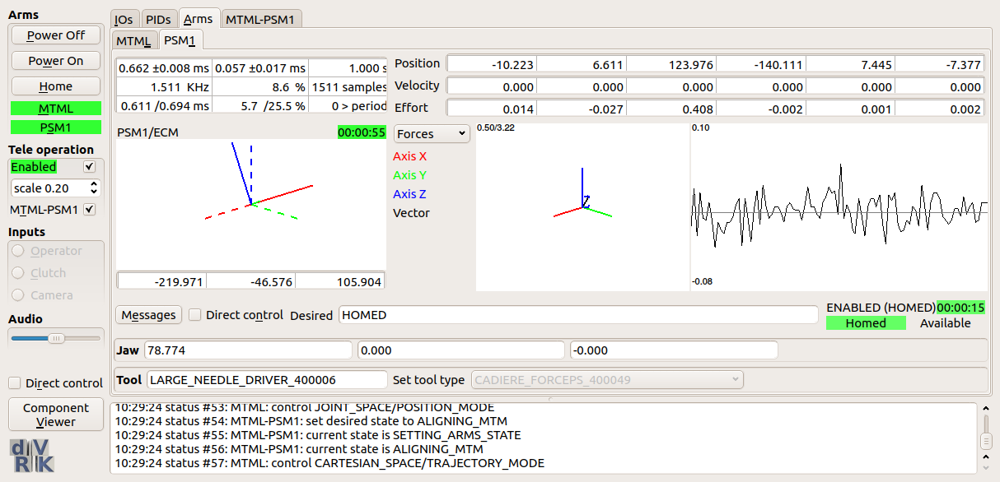 Arms
Power Off
Power On
Home
MTML
PSM1
Tele operation
Enabled
scale 0.20
MTML-PSM1
Inputs
Operator
Clutch
Camera
Audio
Direct control
Component
Viewer
dV
RK
IOs PIDs Arms MTML-PSM1
MTML PSM1
0.662 ±0.008 ms 0.057 ±0.017 ms 1.000 s
1.511 KHz 8.6 % 1511 samples
0.611 /0.694 ms 5.7 /25.5 % 0 > period
Position -10.223 6.611 123.976 -140.111 7.445 -7.377
Velocity 0.000 0.000 0.000 0.000 0.000 0.000
Effort 0.014 -0.027 0.408 -0.002 0.001 0.002
PSM1/ECM 00:00:55
-219.971 -46.576 105.904
Forces
Axis X
Axis Y
Axis Z
Vector
0.50/3.22
0.10
-0.08
Messages Direct control Desired HOMED
ENABLED (HOMED) 00:00:15
Homed Available
Jaw 78.774 0.000 -0.000
Tool LARGE_NEEDLE_DRIVER_400006 Set tool type CADIERE_FORCEPS_400049
10:29:24 status #53: MTML: control JOINT_SPACE/POSITION_MODE
10:29:24 status #54: MTML-PSM1: set desired state to ALIGNING_MTM
10:29:24 status #55: MTML-PSM1: current state is SETTING_ARMS_STATE
10:29:24 status #56: MTML-PSM1: current state is ALIGNING_MTM
10:29:24 status #57: MTML: control CARTESIAN_SPACE/TRAJECTORY_MODE